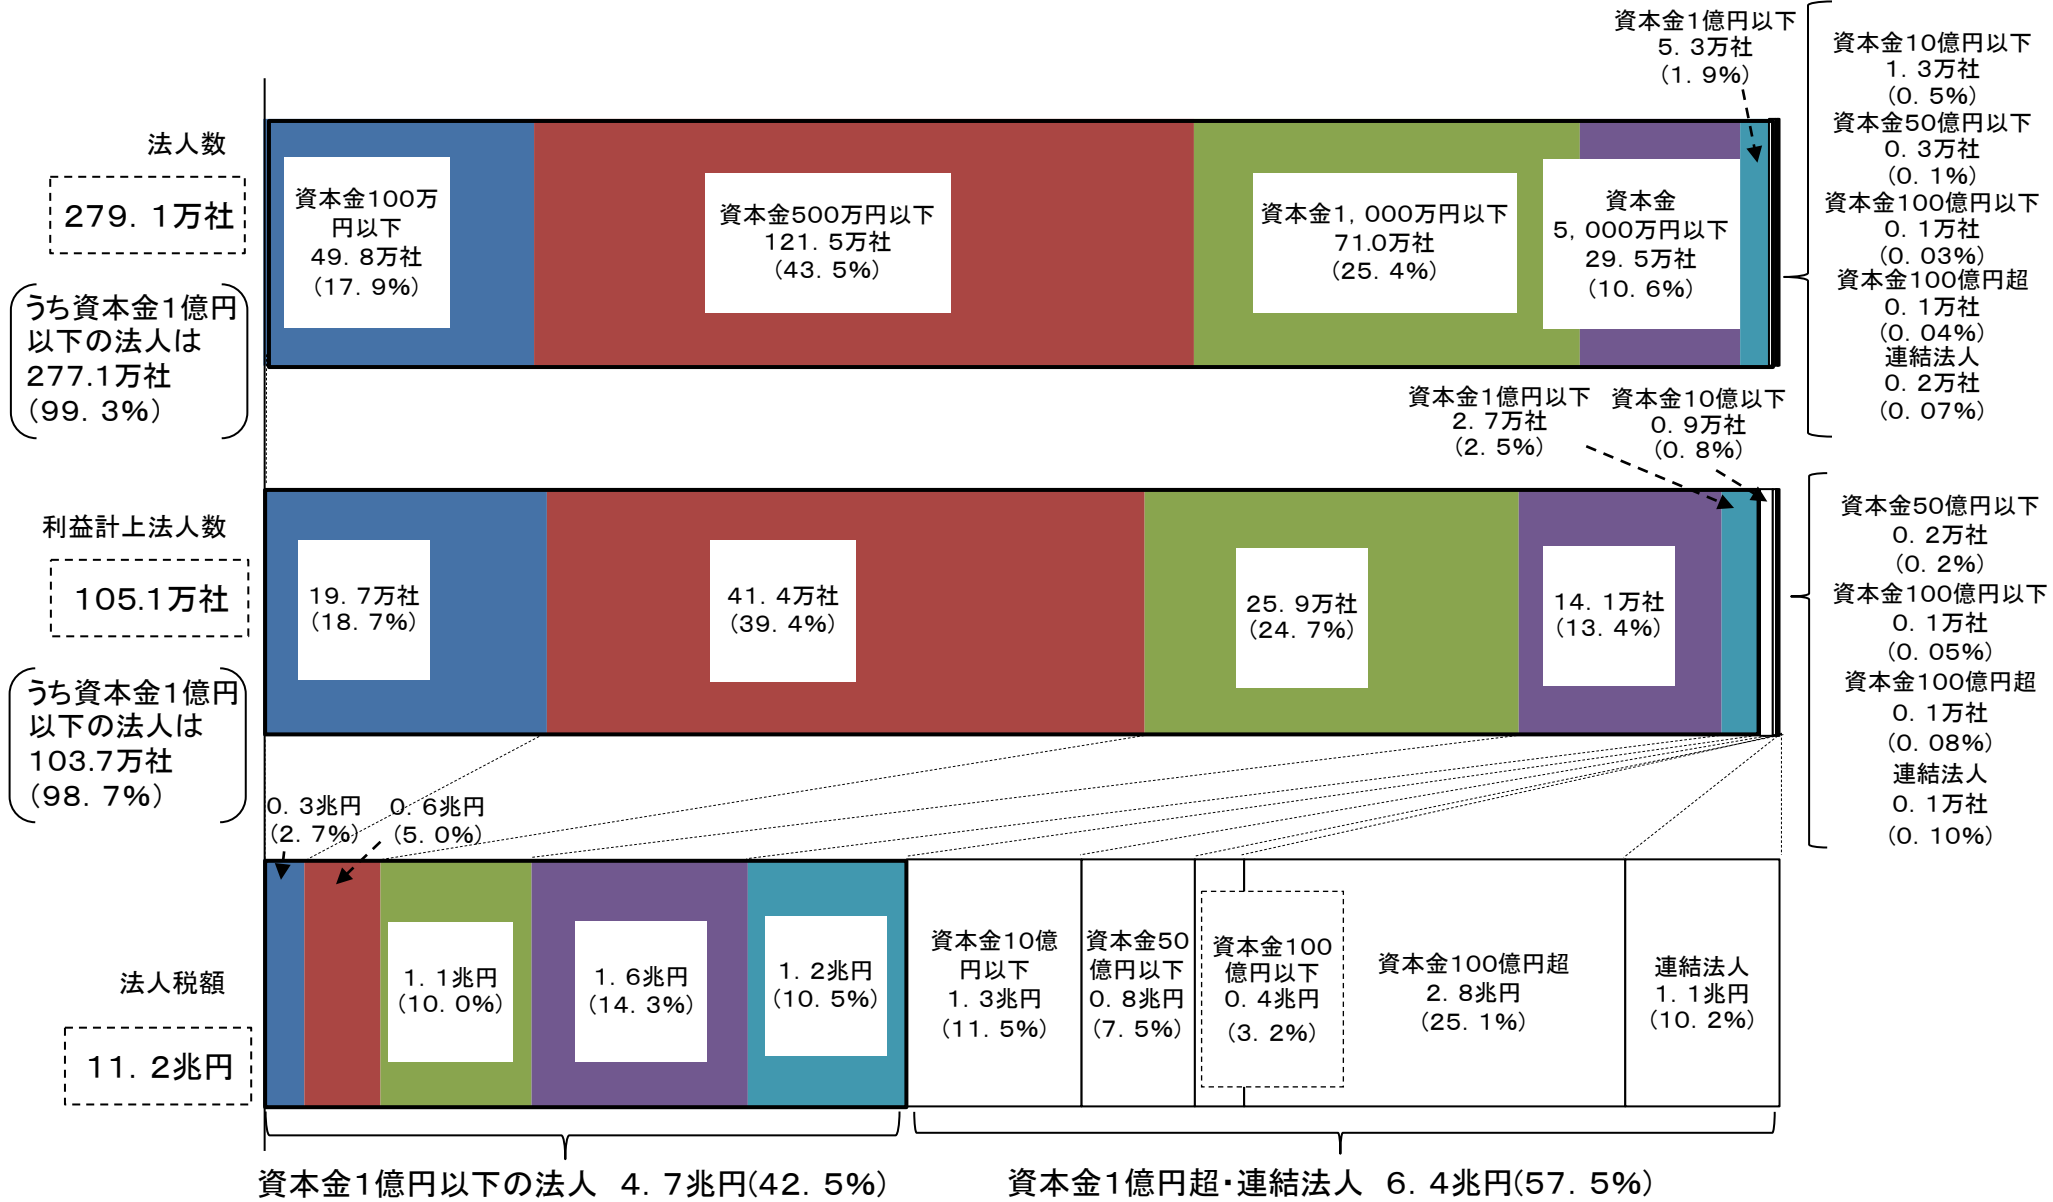 資本金1億円以下
5．3万社
(1．9%)
資本金10億円以下
1．3万社
(0．5%)
資本金50億円以下
0．3万社
(0．1%)
資本金100億円以下
0．1万社
(0．03%)
資本金100億円超
0．1万社
(0．04%)
連結法人
0．2万社
(0．07%)
法人数
279．1万社
うち資本金1億円
以下の法人は
277.1万社
(99．3%)
資本金100万
円以下
49．8万社
(17．9%)
資本金500万円以下
121．5万社
(43．5%)
資本金1，000万円以下
71.0万社
(25．4%)
資本金
5，000万円以下
29．5万社
(10．6%)
資本金1億円以下
2．7万社
(2．5%)
資本金10億以下
0．9万社
(0．8%)
利益計上法人数
105.1万社
うち資本金1億円
以下の法人は
103.7万社
(98．7%)
19．7万社
(18．7%)
41．4万社
(39．4%)
25．9万社
(24．7%)
14．1万社
(13．4%)
資本金50億円以下
0．2万社
(0．2%)
資本金100億円以下
0．1万社
(0．05%)
資本金100億円超
0．1万社
(0．08%)
連結法人
0．1万社
(0．10%)
0．3兆円
(2．7%)
0．6兆円
(5．0%)
法人税額
11．2兆円
1．1兆円
(10．0%)
1．6兆円
(14．3%)
1．2兆円
(10．5%)
資本金10億
円以下
1．3兆円
(11．5%)
資本金50
億円以下
0．8兆円
(7．5%)
資本金100
億円以下
0．4兆円
(3．2%)
資本金100億円超
2．8兆円
(25．1%)
連結法人
1．1兆円
(10．2%)
資本金1億円以下の法人　4．7兆円(42．5%)
資本金1億円超・連結法人　6．4兆円(57．5%)